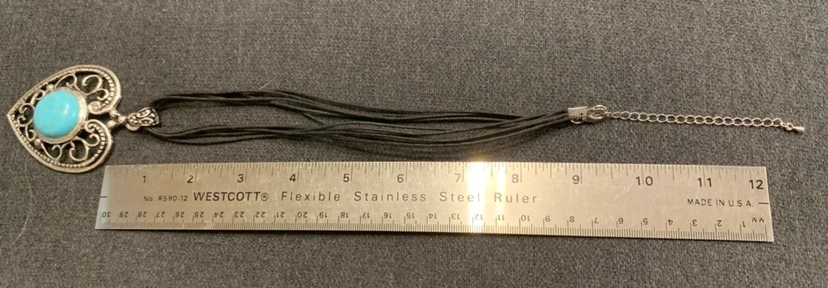 1 2 3 4 5 6 7 8 9 10 11 12
No. R590-12 WESTCOTT® Flexible Stainless Steel Ruler MADE IN U.S.A.
30 29 28 27 26 25 24 23 22 21 20 19 18 17 16 15 14 13 12 11 10 9 8 7 6 5 4 3 2 1 MM